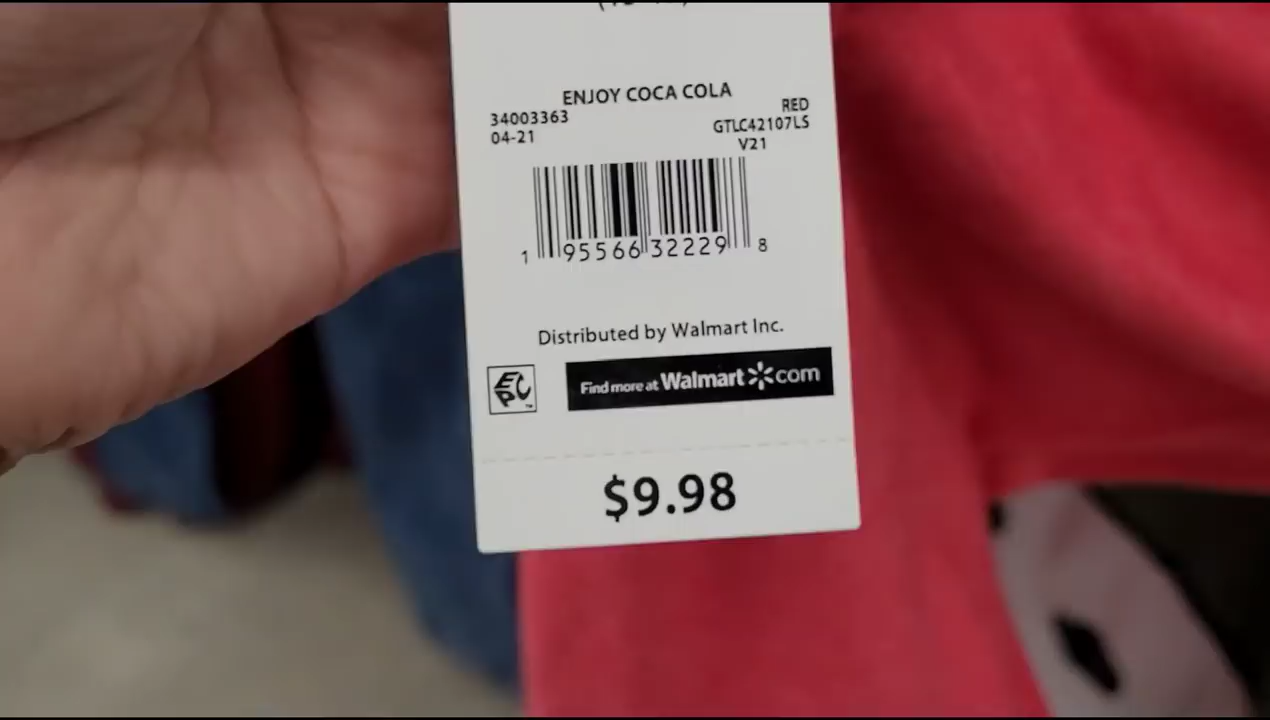 ENJOY COCA COLA
34003363 RED
04-21 GTLC42107LS
V21
1 95566 32229 8
Distributed by Walmart Inc.
EPC™
Find more at Walmart com
$9.98